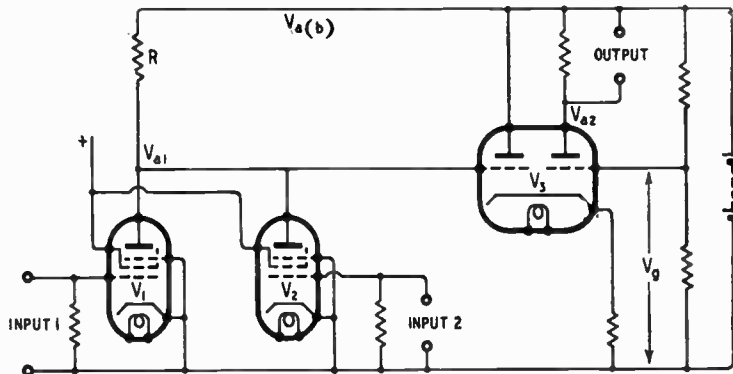 Va(b)
R
OUTPUT
Va2
+
Va1
V3
Vg
V1
V2
INPUT 1
INPUT 2